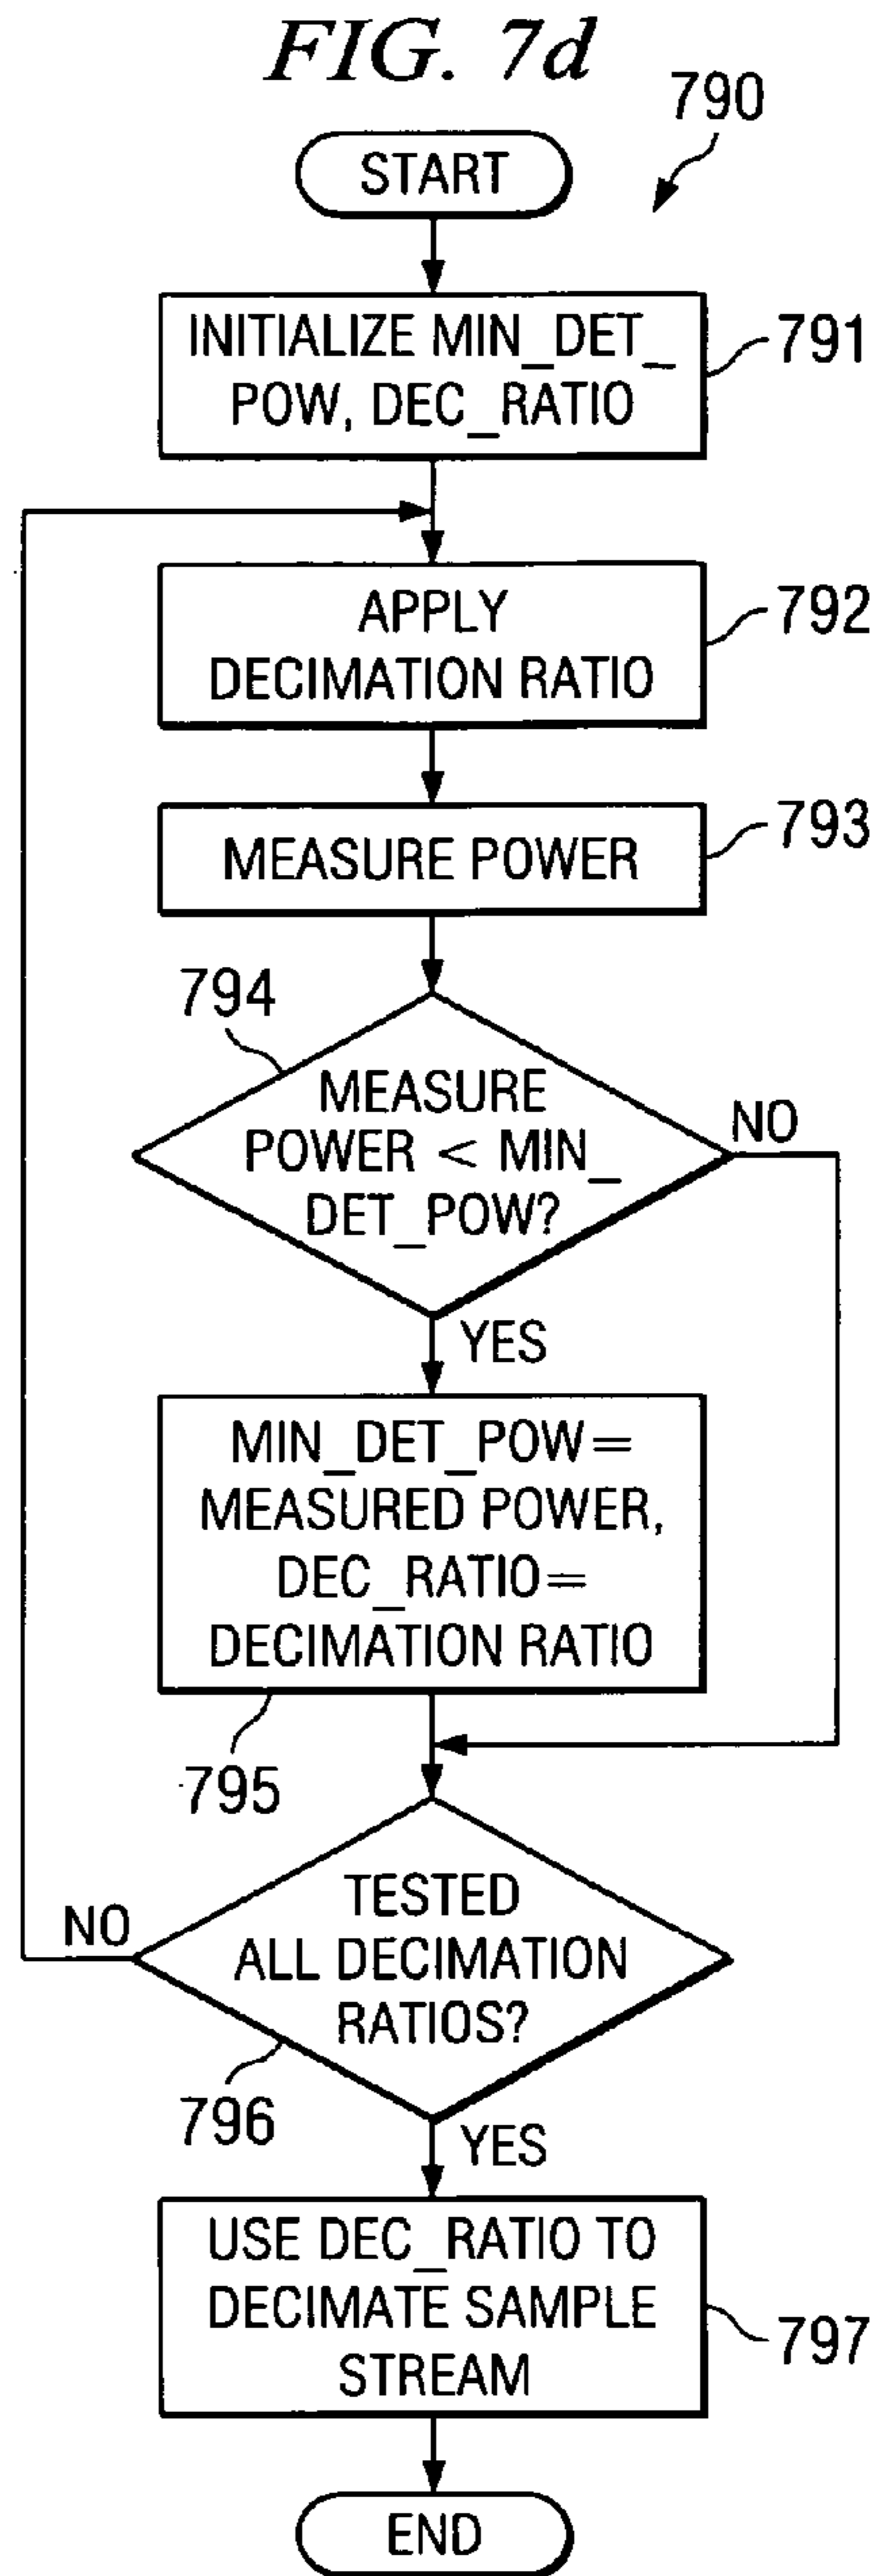 FIG. 7d
790
START
INITIALIZE MIN_DET_
POW, DEC_RATIO
791
APPLY
DECIMATION RATIO
792
MEASURE POWER
793
794
MEASURE
POWER < MIN_
DET_POW?
NO
YES
MIN_DET_POW=
MEASURED POWER,
DEC_RATIO=
DECIMATION RATIO
795
TESTED
ALL DECIMATION
RATIOS?
NO
796
YES
USE DEC_RATIO TO
DECIMATE SAMPLE
STREAM
797
END